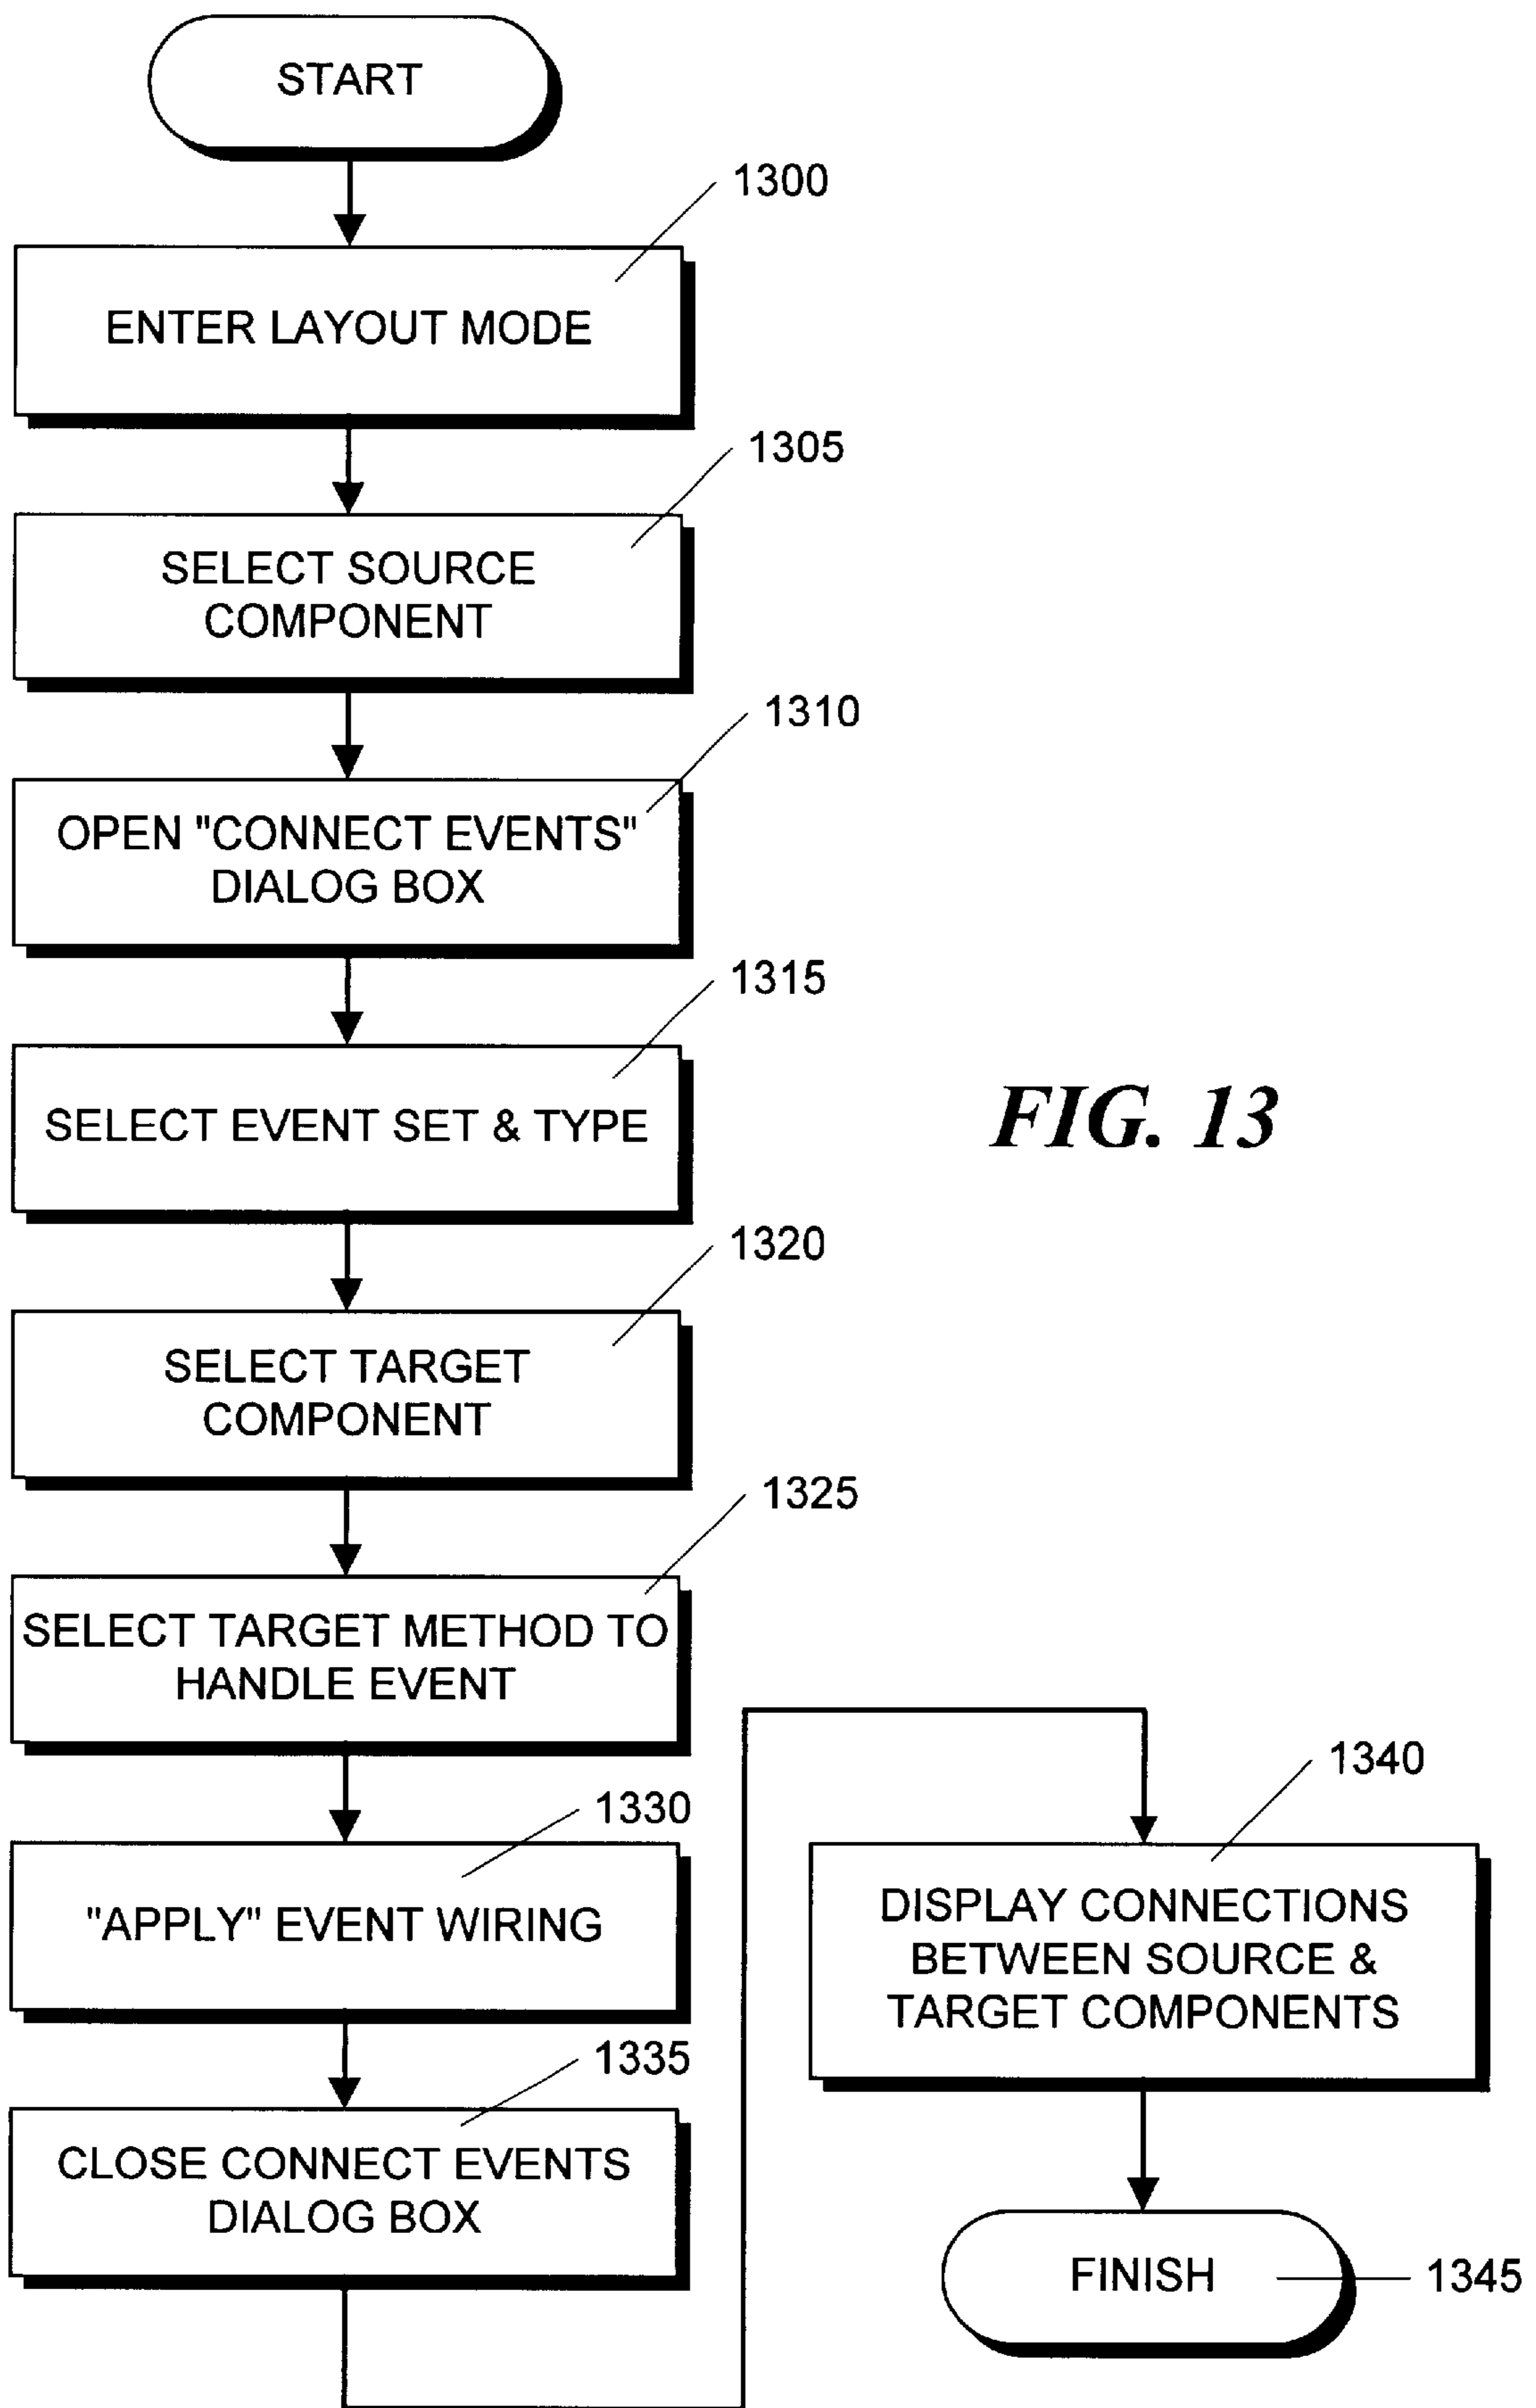 START
1300
ENTER LAYOUT MODE
1305
SELECT SOURCE
COMPONENT
1310
OPEN "CONNECT EVENTS"
DIALOG BOX
1315
SELECT EVENT SET & TYPE
FIG. 13
1320
SELECT TARGET
COMPONENT
1325
SELECT TARGET METHOD TO
HANDLE EVENT
1330
"APPLY" EVENT WIRING
1335
CLOSE CONNECT EVENTS
DIALOG BOX
1340
DISPLAY CONNECTIONS
BETWEEN SOURCE &
TARGET COMPONENTS
FINISH
1345